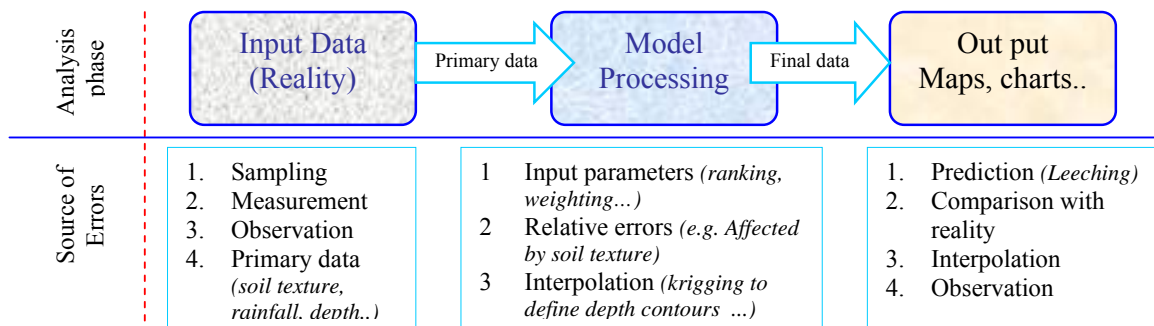 Analysis
phase
Input Data
(Reality)
Primary data
Model
Processing
Final data
Out put
Maps, charts..
Source of
Errors
1. Sampling
2. Measurement
3. Observation
4. Primary data
(soil texture,
rainfall, depth..)
1 Input parameters (ranking,
weighting...)
2 Relative errors (e.g. Affected
by soil texture)
3 Interpolation (krigging to
define depth contours ...)
1. Prediction (Leeching)
2. Comparison with
reality
3. Interpolation
4. Observation